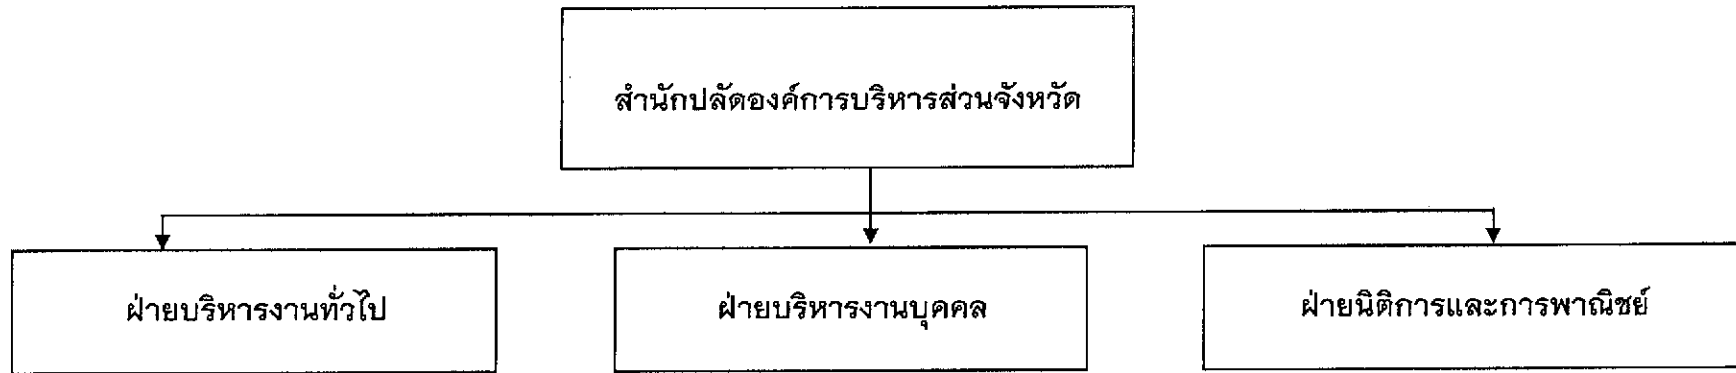 สำนักปลัดองค์การบริหารส่วนจังหวัด
ฝ่ายบริหารงานทั่วไป
ฝ่ายบริหารงานบุคคล
ฝ่ายนิติการและการพาณิชย์